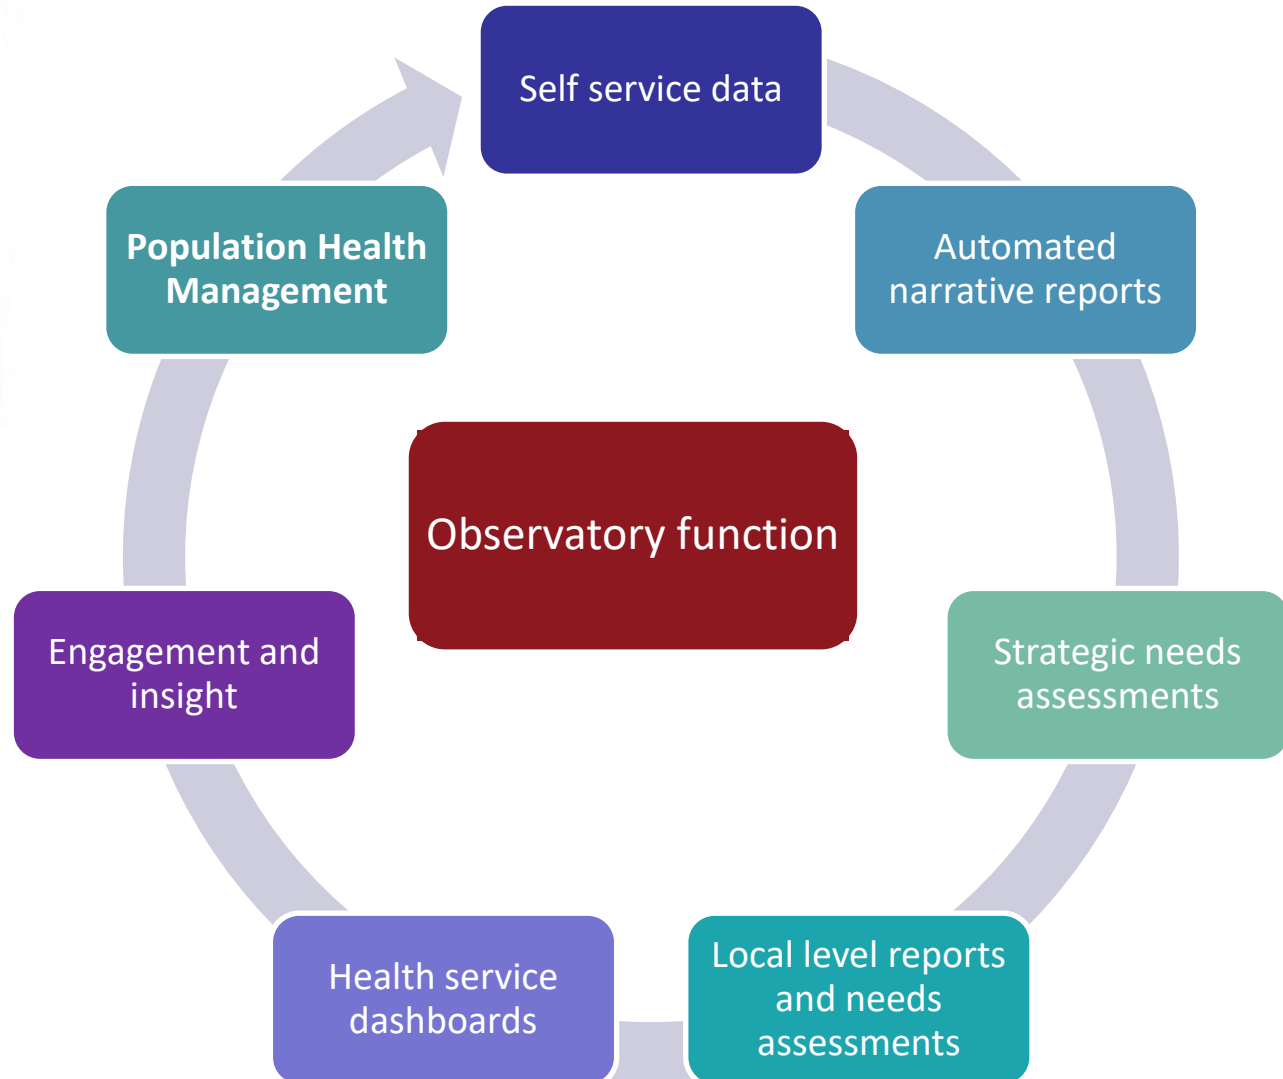 Self service data
Automated
narrative reports
Strategic needs
assessments
Local level reports
and needs
assessments
Health service
dashboards
Engagement and
insight
Population Health
Management
Observatory function